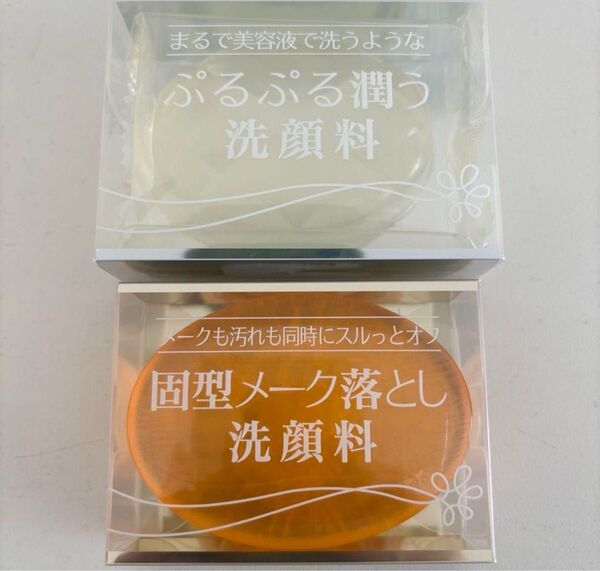 まるで美容液で洗うような
ぷるぷる潤う
洗顔料
メークも汚れも同時にスルっとオフ
固型メーク落とし
洗顔料